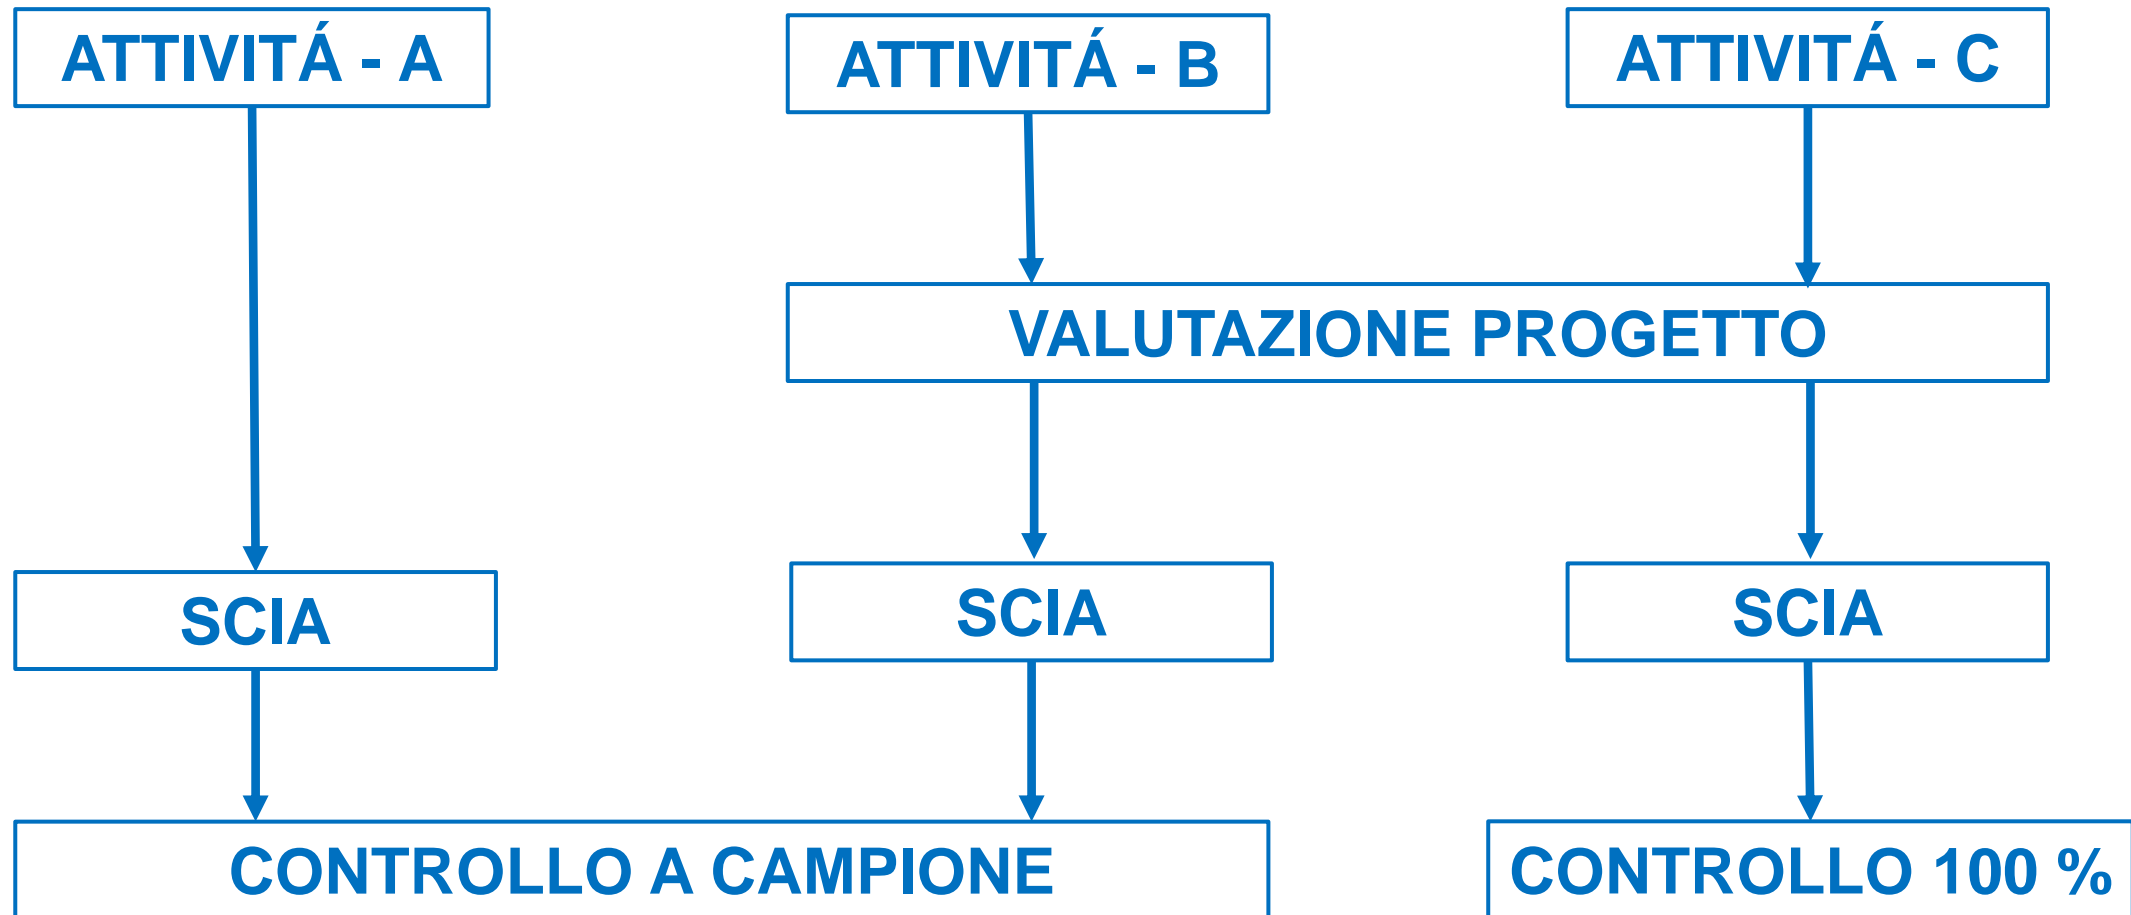 ATTIVITÁ - A
ATTIVITÁ - B
ATTIVITÁ - C
VALUTAZIONE PROGETTO
SCIA
SCIA
SCIA
CONTROLLO A CAMPIONE
CONTROLLO 100 %